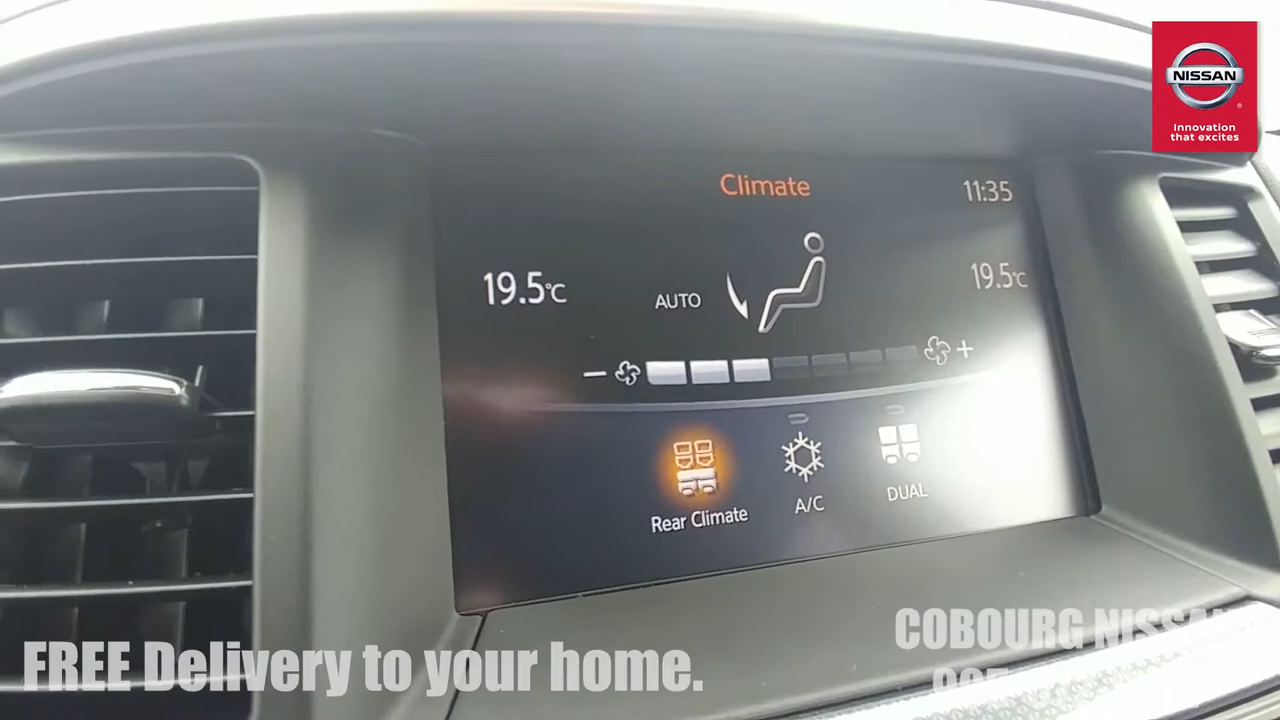 NISSAN
Innovation
that excites
Climate
11:35
19.5°C
AUTO
19.5°C
Rear Climate
A/C
DUAL
FREE Delivery to your home.
COBOURG NISSAN